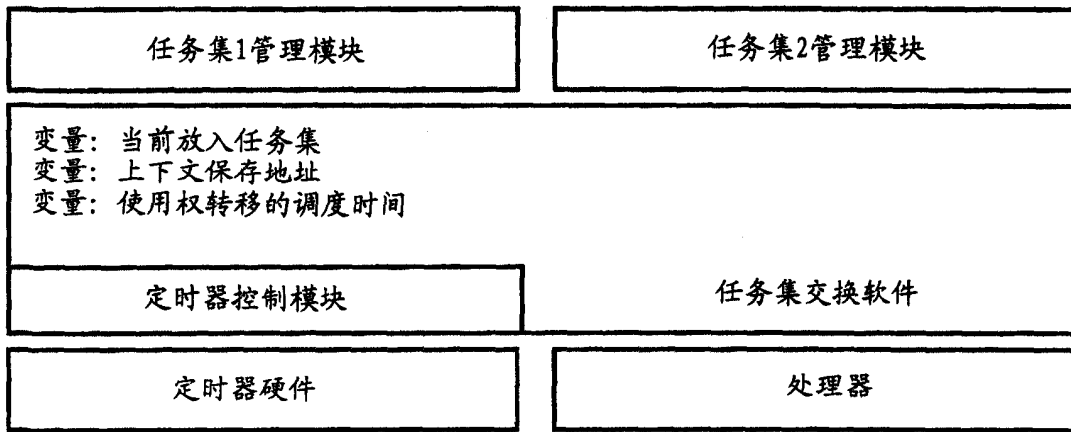 任务集1管理模块
任务集2管理模块
变量: 当前放入任务集
变量: 上下文保存地址
变量: 使用权转移的调度时间
定时器控制模块
任务集交换软件
定时器硬件
处理器